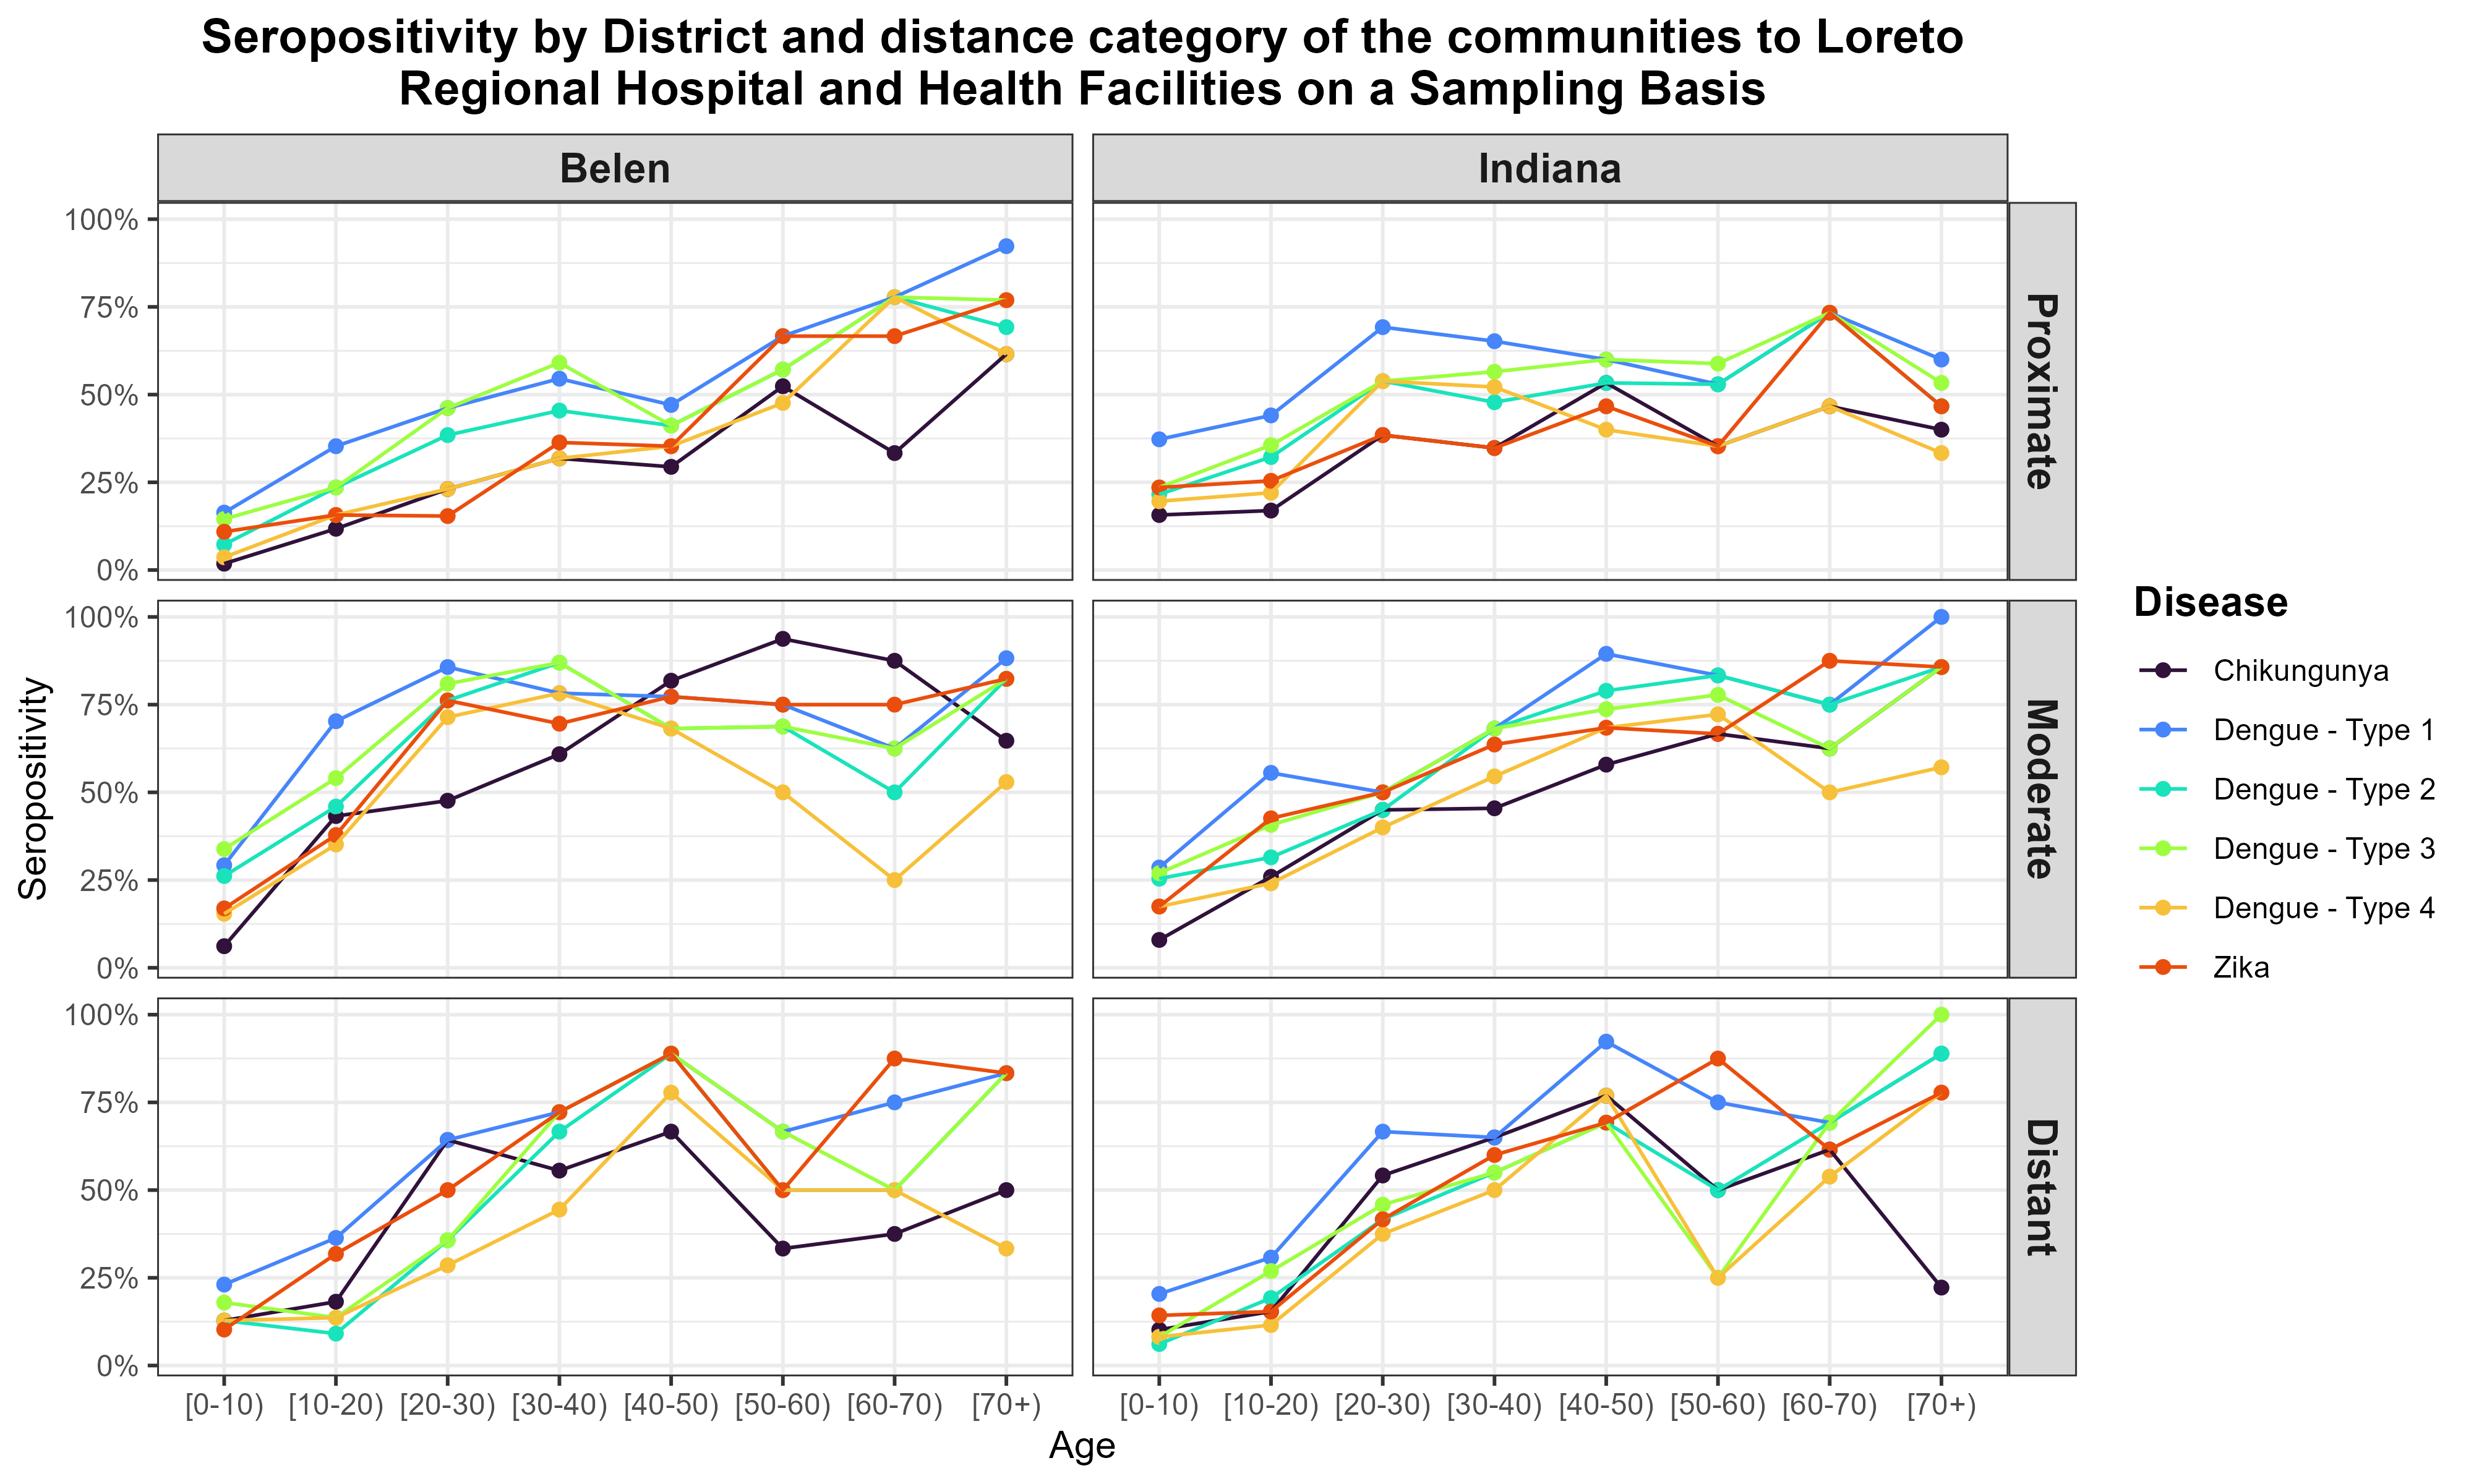 Seropositivity by District and distance category of the communities to Loreto
Regional Hospital and Health Facilities on a Sampling Basis
Belen
Indiana
100%
75%
50%
25%
0%
Proximate
100%
75%
50%
25%
0%
Moderate
100%
75%
50%
25%
0%
Distant
Seropositivity
[0-10) [10-20) [20-30) [30-40) [40-50) [50-60) [60-70) [70+)
[0-10) [10-20) [20-30) [30-40) [40-50) [50-60) [60-70) [70+)
Age
Disease
Chikungunya
Dengue - Type 1
Dengue - Type 2
Dengue - Type 3
Dengue - Type 4
Zika